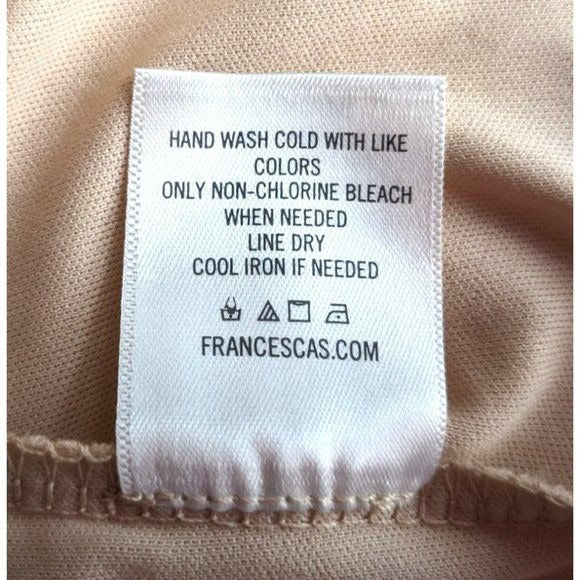 HAND WASH COLD WITH LIKE
COLORS
ONLY NON-CHLORINE BLEACH
WHEN NEEDED
LINE DRY
COOL IRON IF NEEDED
FRANCESCAS.COM